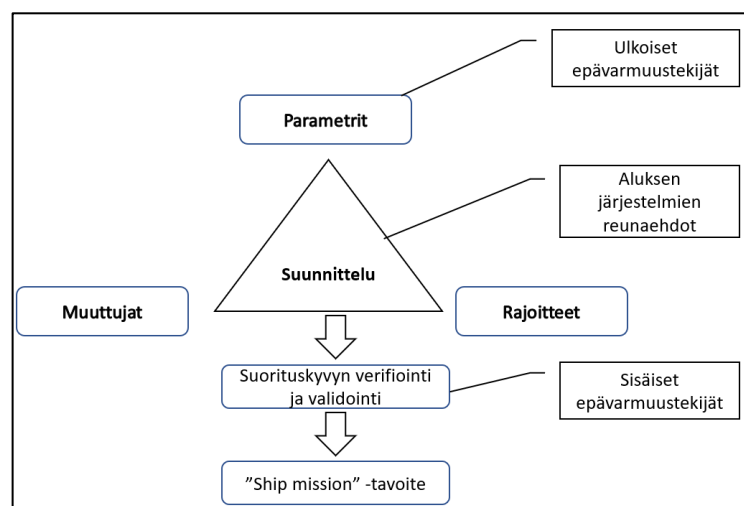 Ulkoiset
epävarmuustekijät
Parametrit
Aluksen
järjestelmien
reunaehdot
Suunnittelu
Muuttujat
Rajoitteet
Suorituskyvyn verifiointi
ja validointi
Sisäiset
epävarmuustekijät
”Ship mission” -tavoite